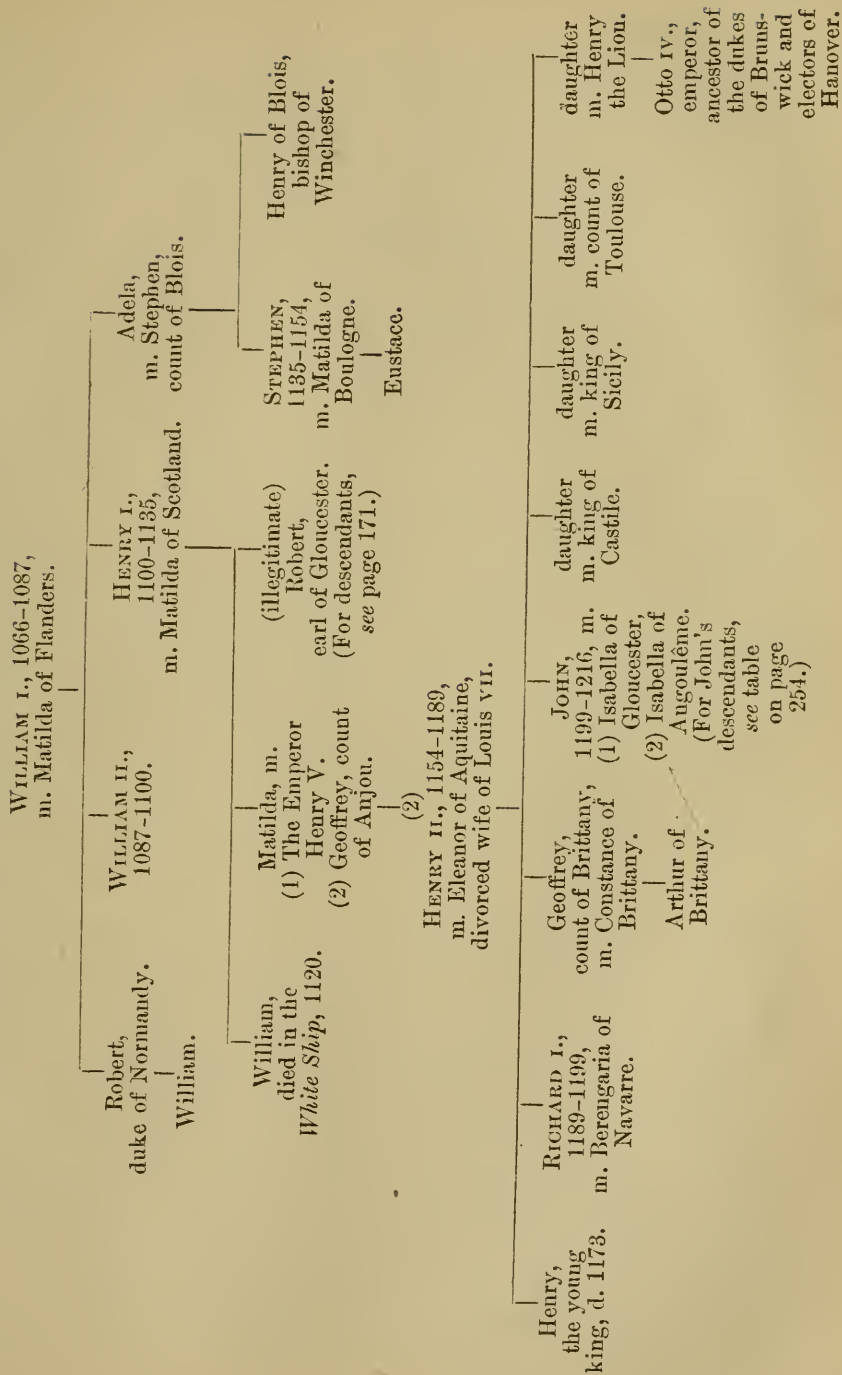 WILLIAM I., 1066–1087,
m. Matilda of Flanders.
Robert,
duke of Normandy.
William.
WILLIAM II.,
1087–1100.
HENRY I.,
1100–1135,
m. Matilda of Scotland.
Adela,
m. Stephen,
count of Blois.
William,
died in the
White Ship, 1120.
Matilda, m.
(1) The Emperor
Henry V.
(2) Geoffrey, count
of Anjou.
(illegitimate)
Robert,
earl of Gloucester.
(For descendants,
see page 171.)
STEPHEN,
1135–1154,
m. Matilda of
Boulogne.
Eustace.
Henry of Blois,
bishop of
Winchester.
(2)
HENRY II., 1154–1189,
m. Eleanor of Aquitaine,
divorced wife of Louis VII.
Henry,
the young
king, d. 1173.
RICHARD I.,
1189–1199,
m. Berengaria of
Navarre.
Geoffrey,
count of Brittany,
m. Constance of
Brittany.
Arthur of
Brittany.
JOHN,
1199–1216, m.
(1) Isabella of
Gloucester,
(2) Isabella of
Angoulême.
(For John's
descendants,
see table
on page
254.)
daughter
m. king of
Castile.
daughter
m. king of
Sicily.
daughter
m. count of
Toulouse.
daughter
m. Henry
the Lion.
Otto IV.,
emperor,
ancestor of
the dukes
of Bruns-
wick and
electors of
Hanover.